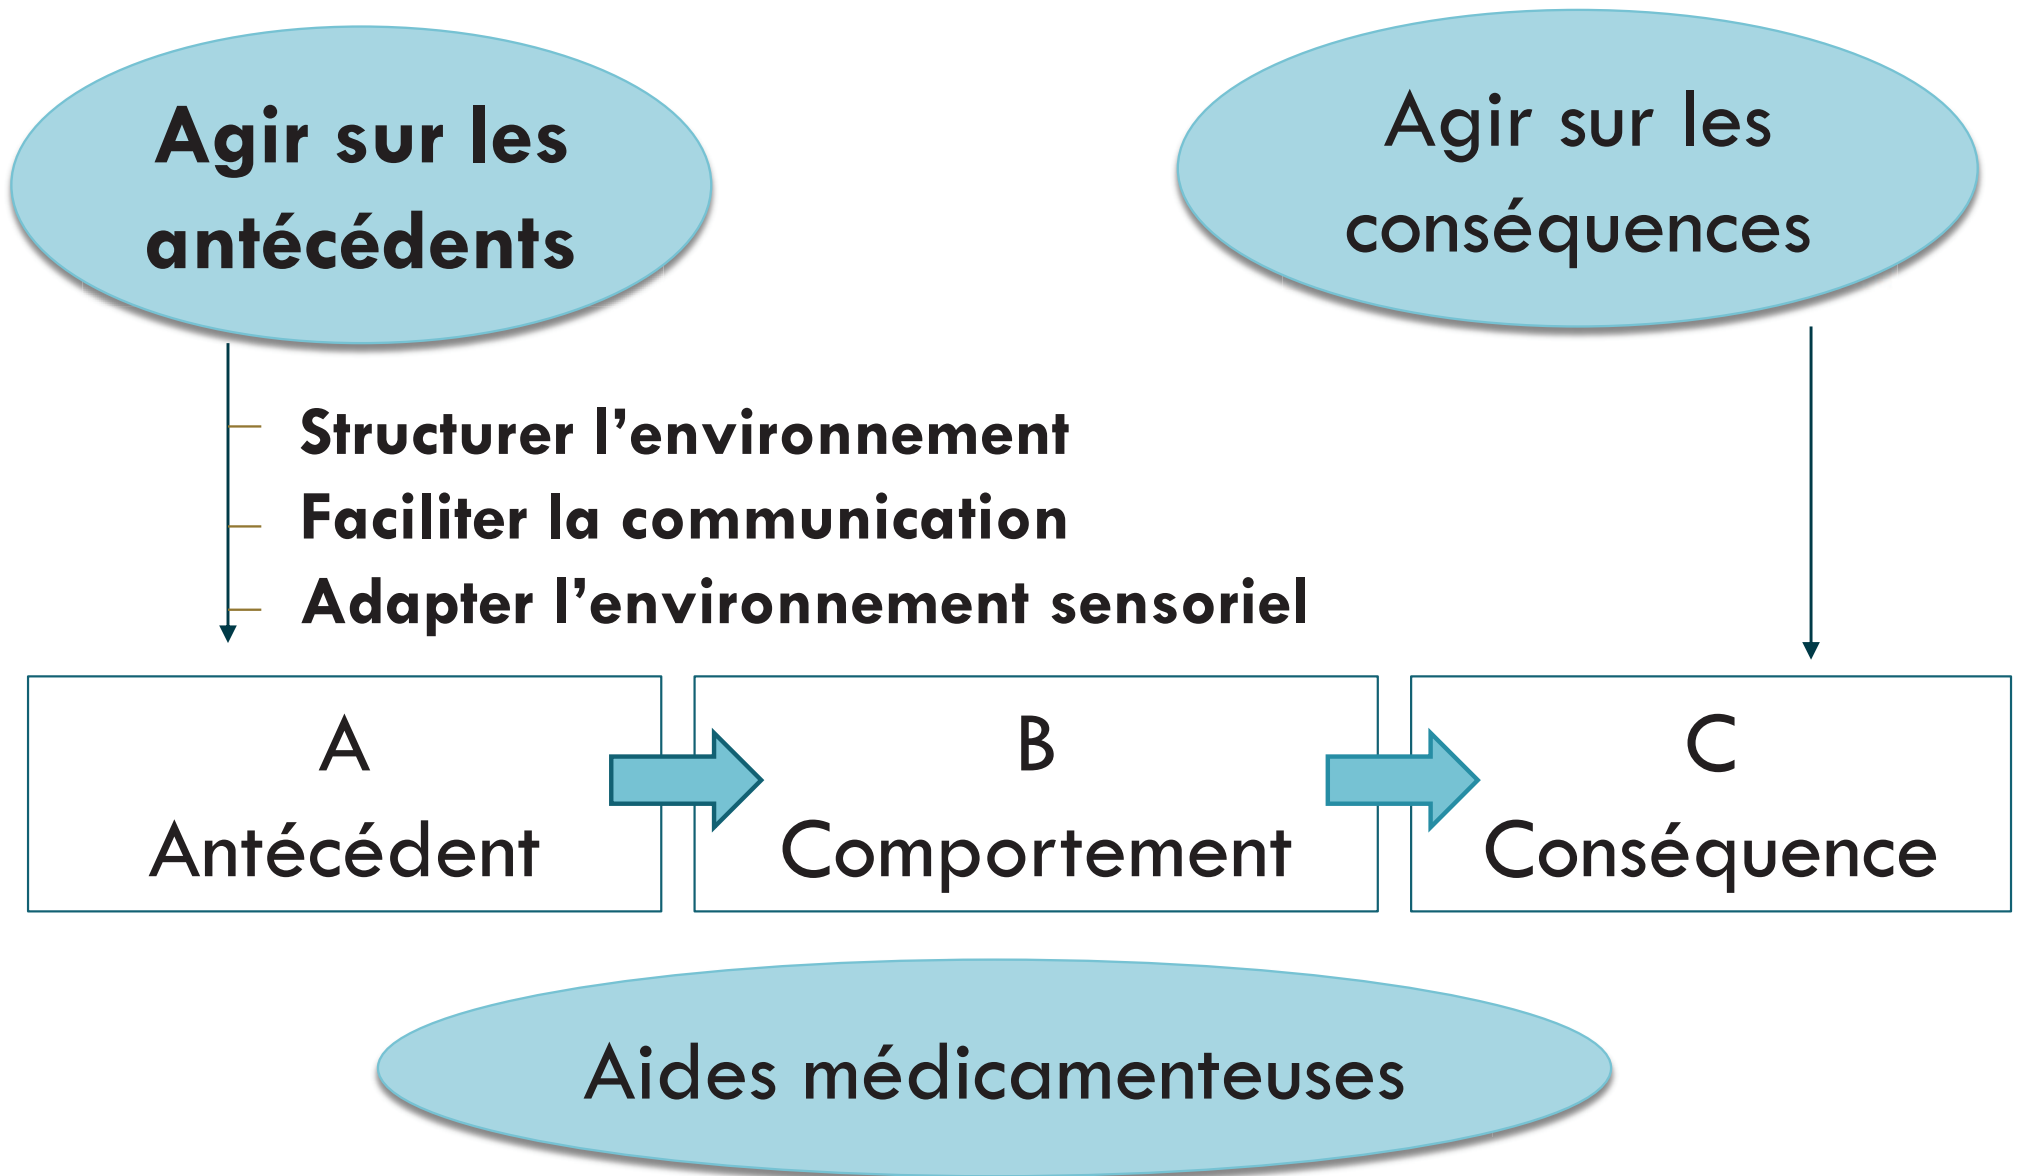 Agir sur les
antécédents
Agir sur les
conséquences
Structurer l’environnement
Faciliter la communication
Adapter l’environnement sensoriel
A
Antécédent
B
Comportement
C
Conséquence
Aides médicamenteuses